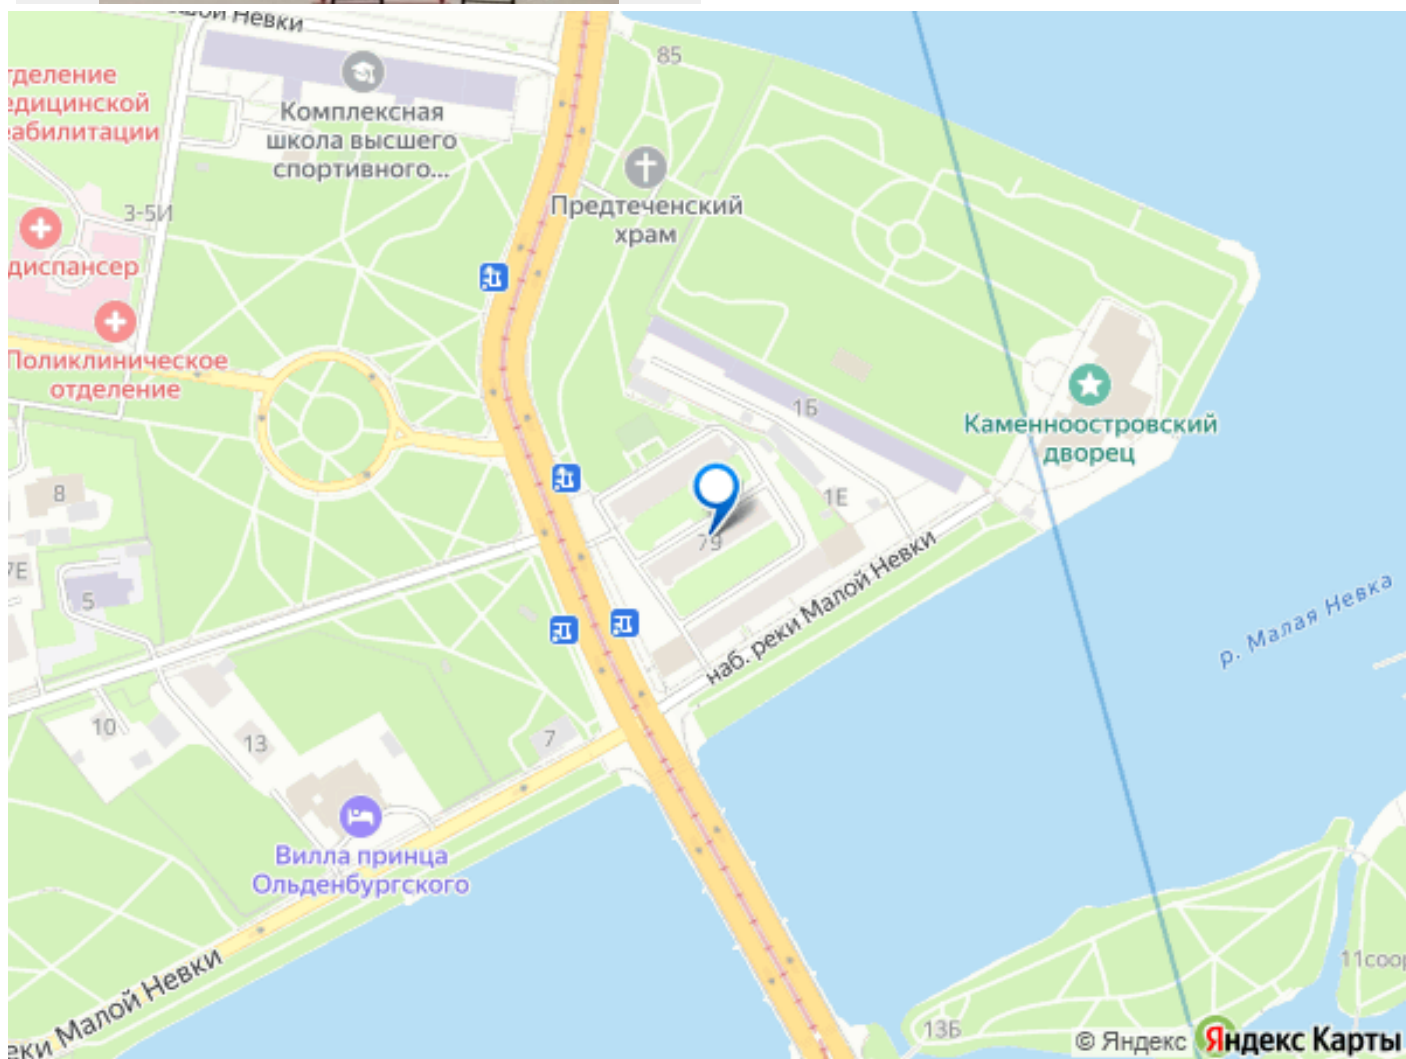 Невки
85
Комплексная
школа высшего
спортивного...
Предтеченский
храм
3-5И
диспансер
Поликлиническое
отделение
1Б
Каменноостровский
дворец
8
1Е
79
5
наб. реки Малой Невки
р. Малая Невка
10
13
7
Вилла принца
Ольденбургского
Малой Невки
13Б
© Яндекс
Яндекс Карты